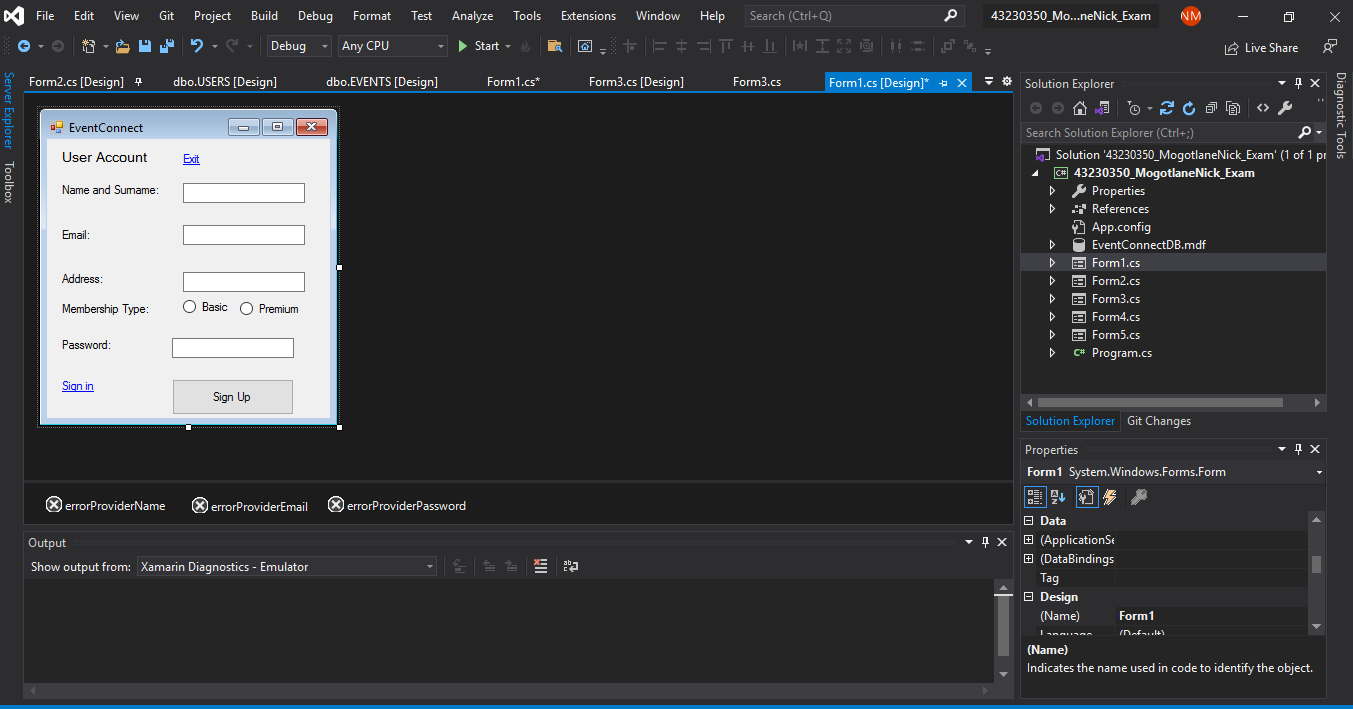 File Edit View Git Project Build Debug Format Test Analyze Tools Extensions Window Help Search (Ctrl+Q) 43230350_Mo...neNick_Exam NM
Debug Any CPU Start Live Share
Server Explorer
Toolbox
Form2.cs [Design] dbo.USERS [Design] dbo.EVENTS [Design] Form1.cs* Form3.cs [Design] Form3.cs Form1.cs [Design]*
EventConnect
User Account Exit
Name and Surname:
Email:
Address:
Membership Type: Basic Premium
Password:
Sign in Sign Up
errorProviderName errorProviderEmail errorProviderPassword
Output
Show output from: Xamarin Diagnostics - Emulator
Solution Explorer
Search Solution Explorer (Ctrl+;)
Solution '43230350_MogotlaneNick_Exam' (1 of 1 pr
C# 43230350_MogotlaneNick_Exam
Properties
References
App.config
EventConnectDB.mdf
Form1.cs
Form2.cs
Form3.cs
Form4.cs
Form5.cs
C# Program.cs
Solution Explorer Git Changes
Properties
Form1 System.Windows.Forms.Form
Data
(ApplicationSe
(DataBindings
Tag
Design
(Name) Form1
Language (Default)
(Name)
Indicates the name used in code to identify the object.
Diagnostic Tools